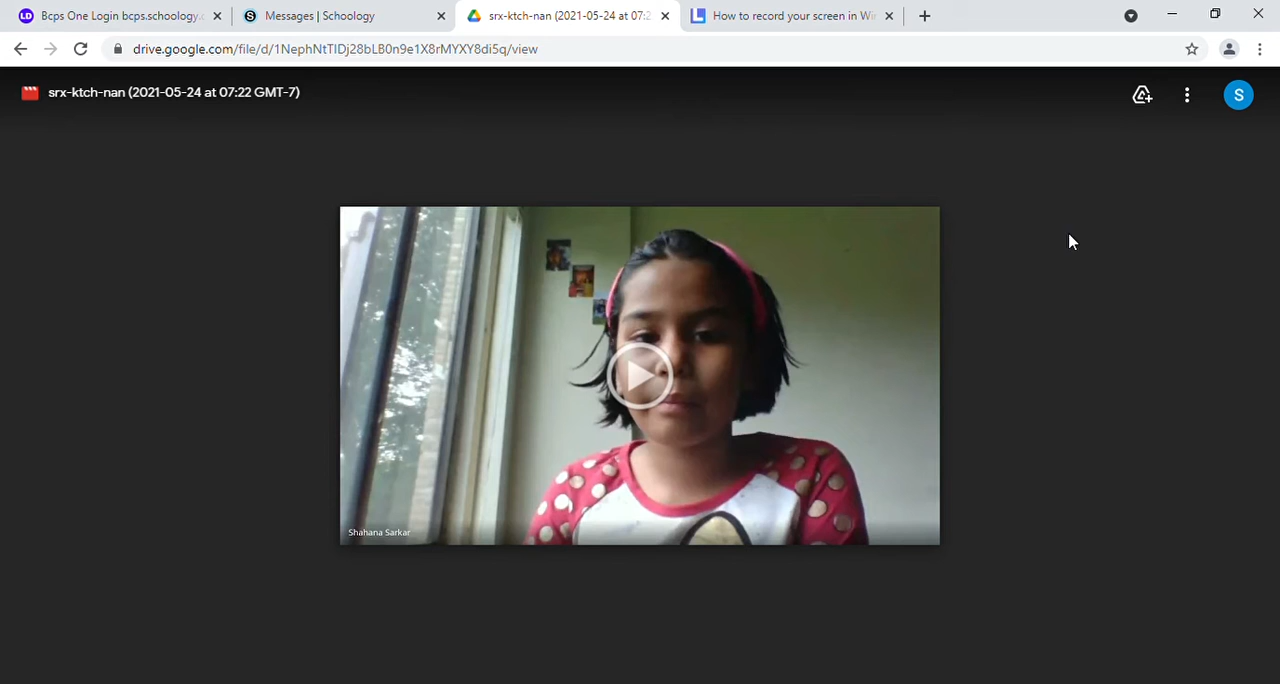 Bcps One Login bcps.schoology.c
Messages | Schoology
srx-ktch-nan (2021-05-24 at 07:2
How to record your screen in Wi
drive.google.com/file/d/1NephNtTIDj28bLB0n9e1X8rMYXY8di5q/view
srx-ktch-nan (2021-05-24 at 07:22 GMT-7)
S
Shahana Sarkar